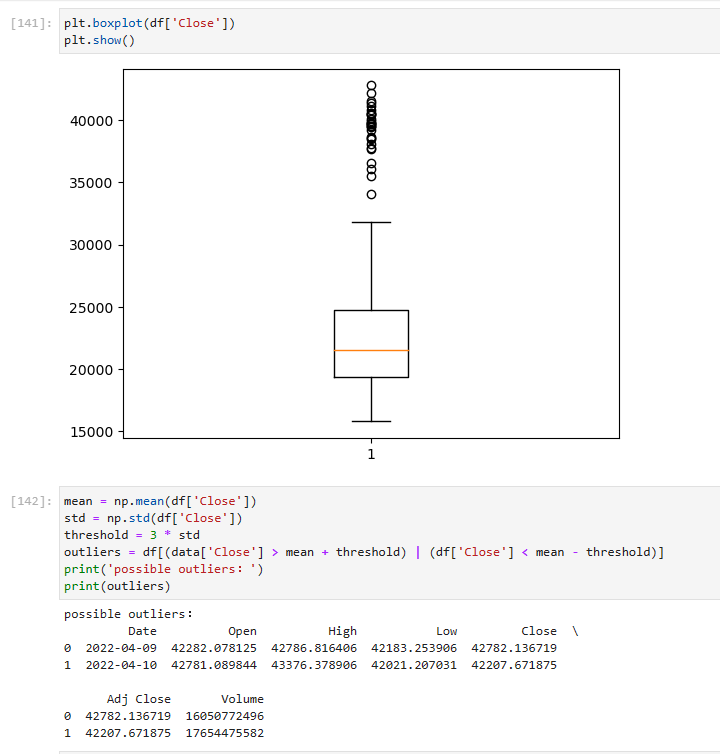 [141]: plt.boxplot(df['Close'])
plt.show()
40000
35000
30000
25000
20000
15000
1
[142]: mean = np.mean(df['Close'])
std = np.std(df['Close'])
threshold = 3 * std
outliers = df[(data['Close'] > mean + threshold) | (df['Close'] < mean - threshold)]
print('possible outliers: ')
print(outliers)
possible outliers:
Date Open High Low Close \
0 2022-04-09 42282.078125 42786.816406 42183.253906 42782.136719
1 2022-04-10 42781.089844 43376.378906 42021.207031 42207.671875
Adj Close Volume
0 42782.136719 16050772496
1 42207.671875 17654475582